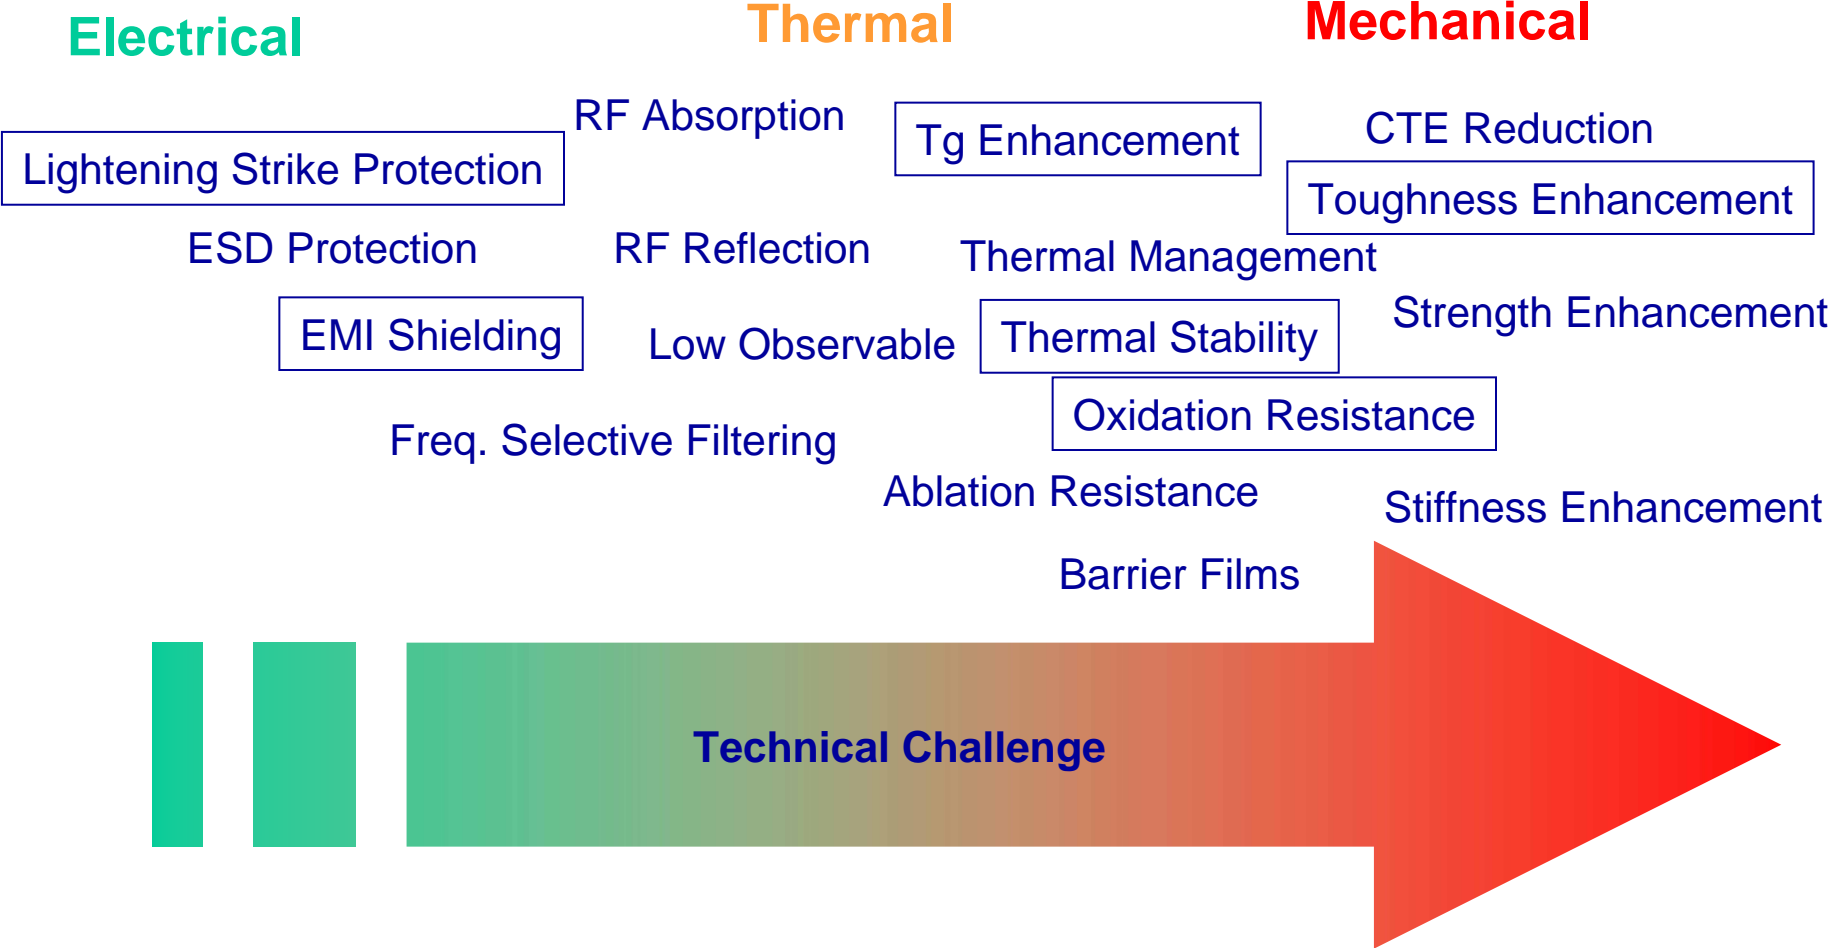 Electrical
Thermal
Mechanical
RF Absorption
Tg Enhancement
CTE Reduction
Lightening Strike Protection
Toughness Enhancement
ESD Protection
RF Reflection
Thermal Management
EMI Shielding
Low Observable
Thermal Stability
Strength Enhancement
Oxidation Resistance
Freq. Selective Filtering
Ablation Resistance
Stiffness Enhancement
Barrier Films
Technical Challenge